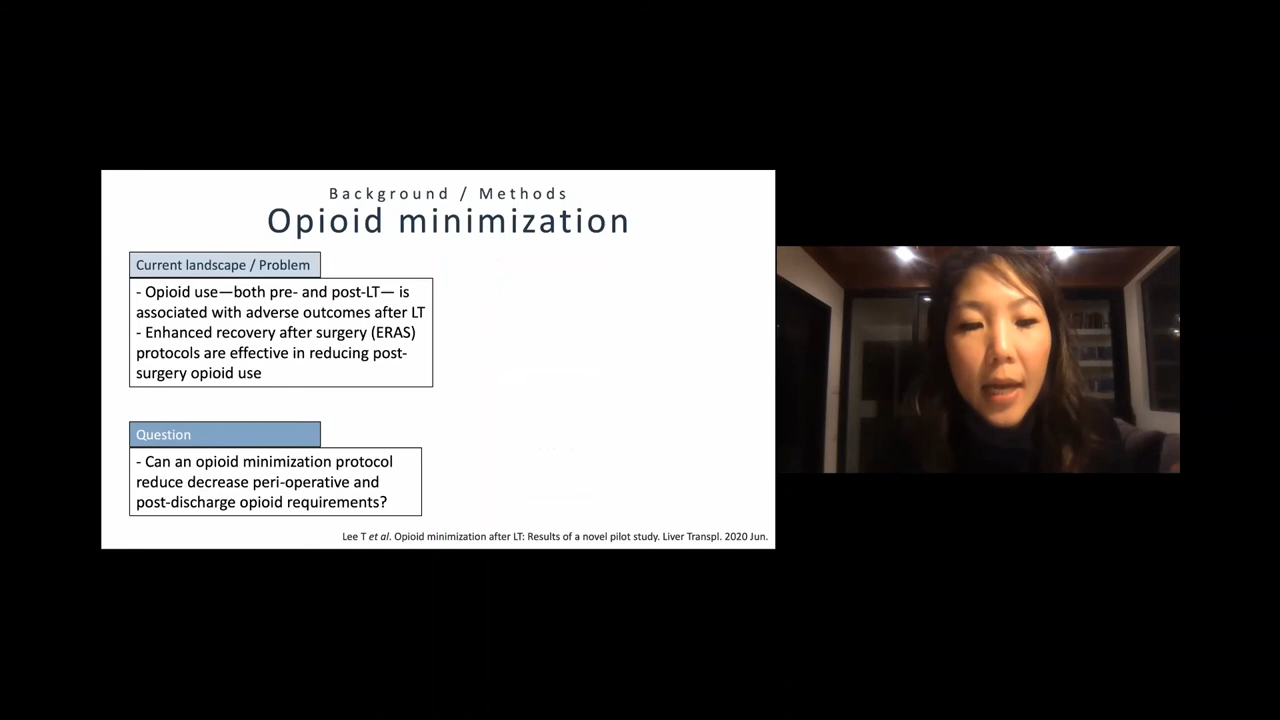 Background / Methods
Opioid minimization
Current landscape / Problem
- Opioid use—both pre- and post-LT— is
associated with adverse outcomes after LT
- Enhanced recovery after surgery (ERAS)
protocols are effective in reducing post-
surgery opioid use
Question
- Can an opioid minimization protocol
reduce decrease peri-operative and
post-discharge opioid requirements?
Lee T et al. Opioid minimization after LT: Results of a novel pilot study. Liver Transpl. 2020 Jun.